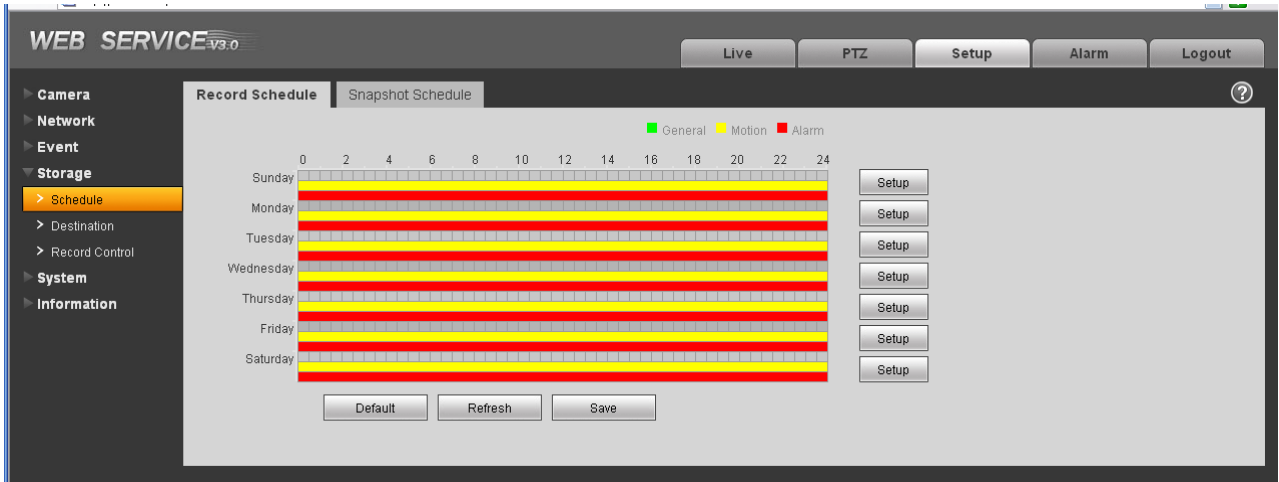 WEB SERVICE V3.0
Live PTZ Setup Alarm Logout
Camera
Network
Event
Storage
Schedule
Destination
Record Control
System
Information
Record Schedule Snapshot Schedule
General Motion Alarm
0 2 4 6 8 10 12 14 16 18 20 22 24
Sunday Setup
Monday Setup
Tuesday Setup
Wednesday Setup
Thursday Setup
Friday Setup
Saturday Setup
Default Refresh Save